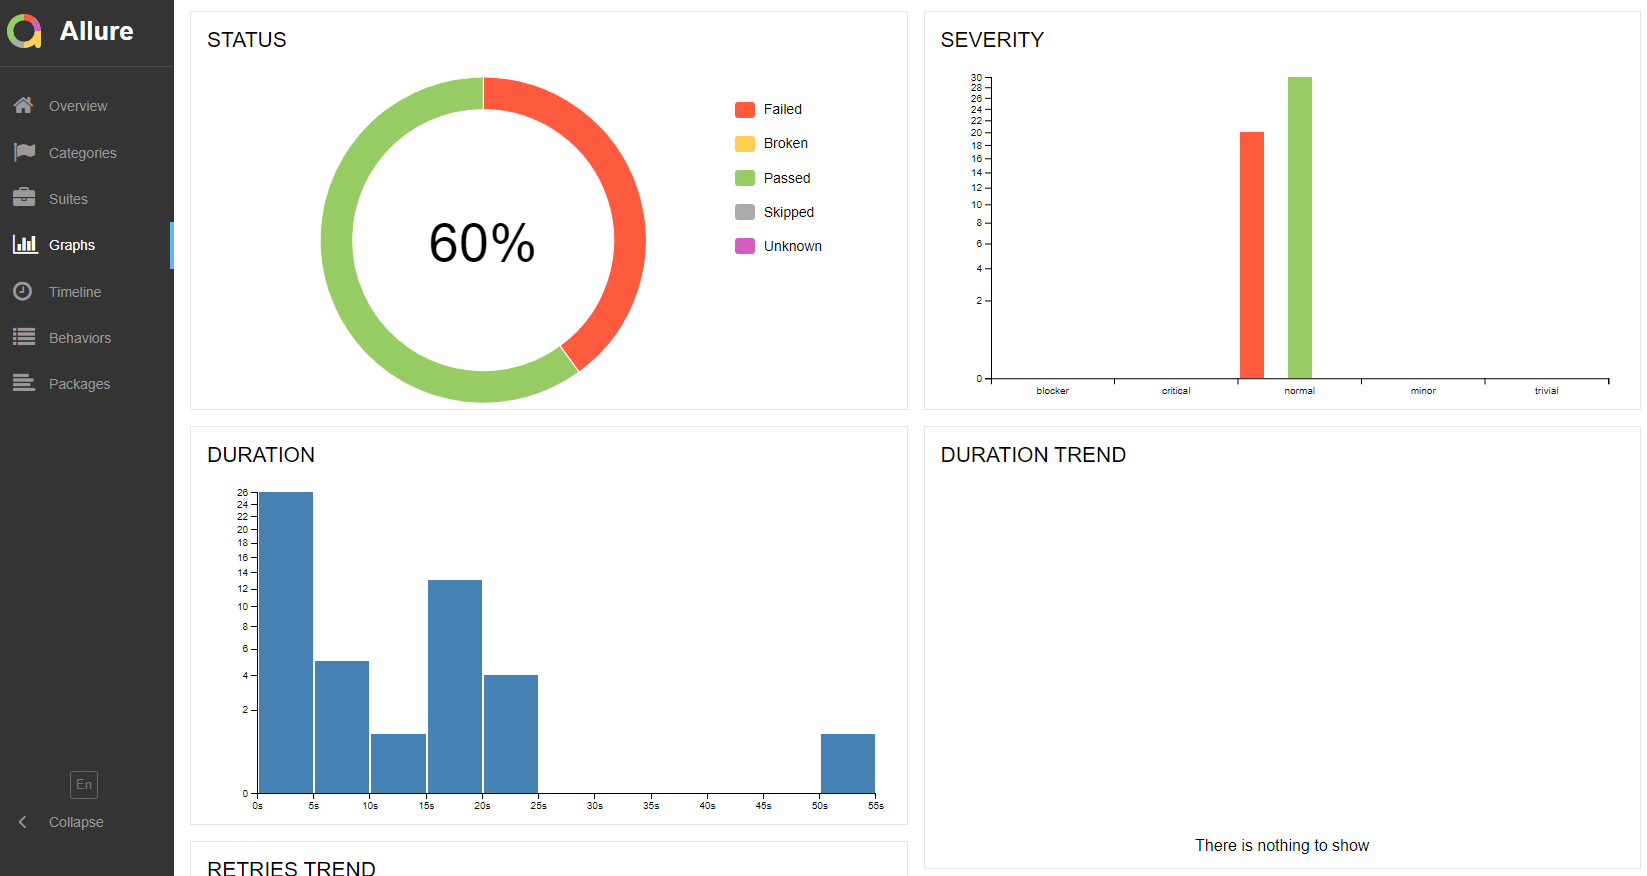 Allure
Overview
Categories
Suites
Graphs
Timeline
Behaviors
Packages
En
Collapse
STATUS
60%
Failed
Broken
Passed
Skipped
Unknown
SEVERITY
30
28
26
24
22
20
18
16
14
12
10
8
6
4
2
0
blocker critical normal minor trivial
DURATION
26
24
22
20
18
16
14
12
10
8
6
4
2
0
0s 5s 10s 15s 20s 25s 30s 35s 40s 45s 50s 55s
DURATION TREND
There is nothing to show
RETRIES TREND